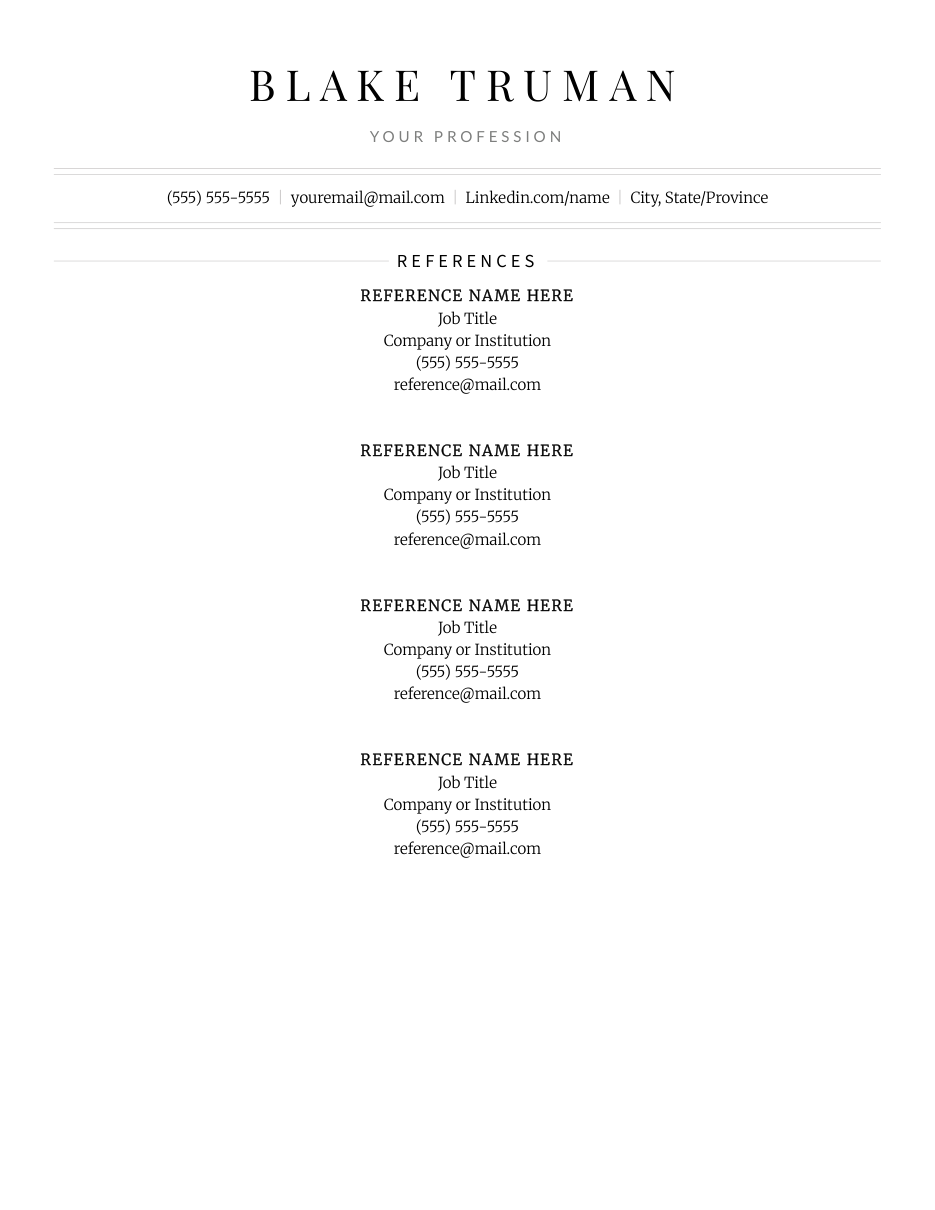 BLAKE TRUMAN
YOUR PROFESSION
(555) 555-5555 | youremail@mail.com | Linkedin.com/name | City, State/Province
REFERENCES
REFERENCE NAME HERE
Job Title
Company or Institution
(555) 555-5555
reference@mail.com
REFERENCE NAME HERE
Job Title
Company or Institution
(555) 555-5555
reference@mail.com
REFERENCE NAME HERE
Job Title
Company or Institution
(555) 555-5555
reference@mail.com
REFERENCE NAME HERE
Job Title
Company or Institution
(555) 555-5555
reference@mail.com